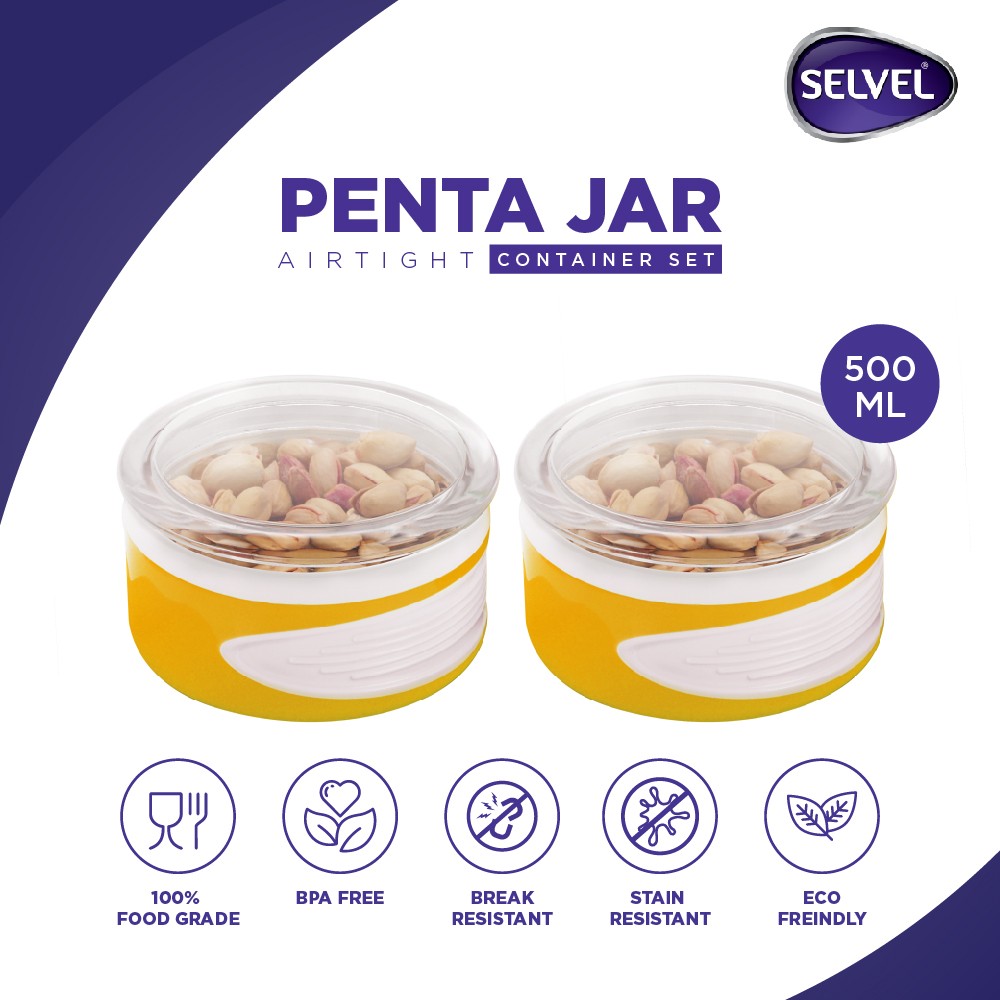 SELVEL®
PENTA JAR
AIRTIGHT CONTAINER SET
500
ML
100%
FOOD GRADE
BPA FREE
BREAK
RESISTANT
STAIN
RESISTANT
ECO
FREINDLY